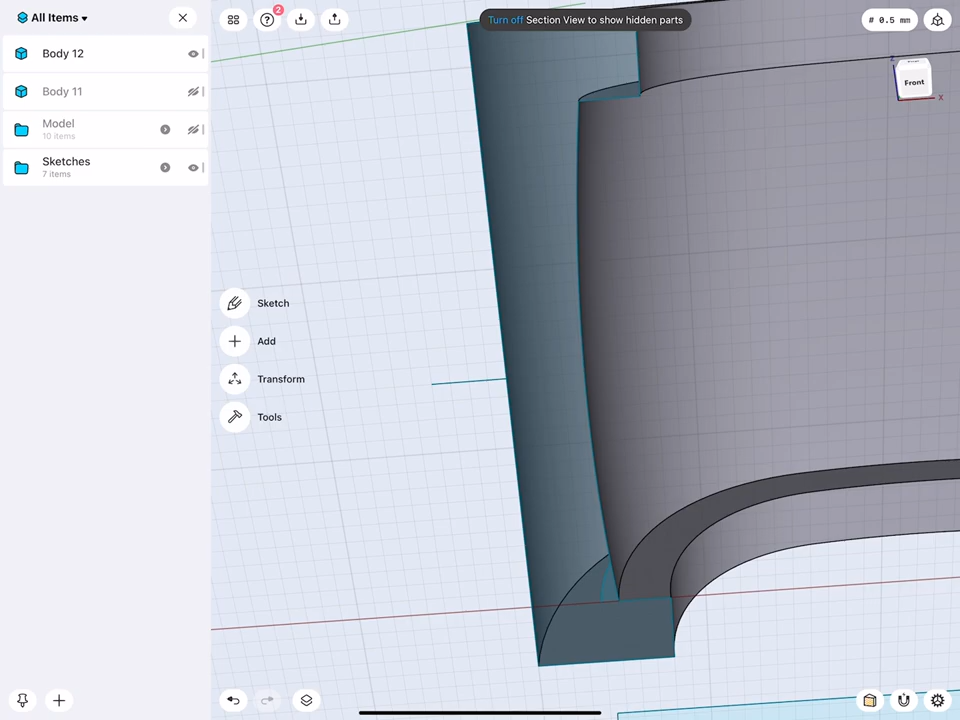 All Items
Body 12
Body 11
Model
10 items
Sketches
7 items
2
Turn off Section View to show hidden parts
# 0.5 mm
Z
Front
X
Sketch
Add
Transform
Tools